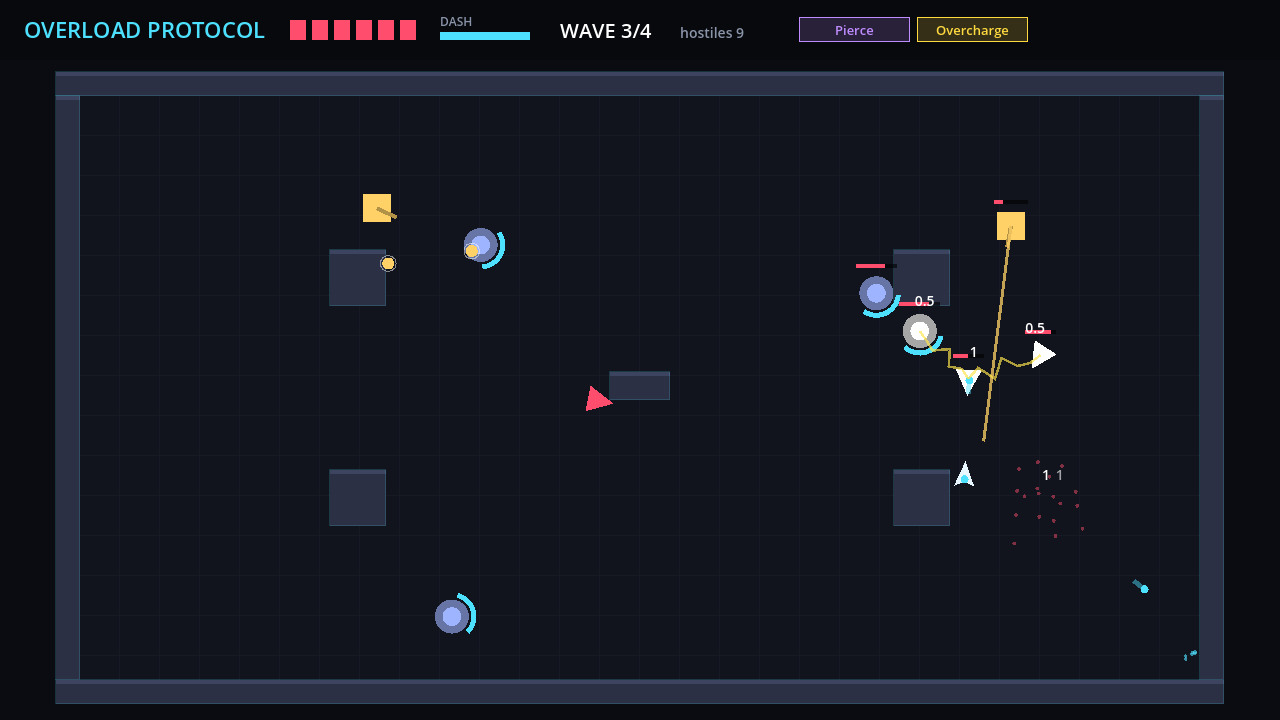 OVERLOAD PROTOCOL
DASH
WAVE 3/4
hostiles 9
Pierce
Overcharge
0.5
0.5
1
1 1